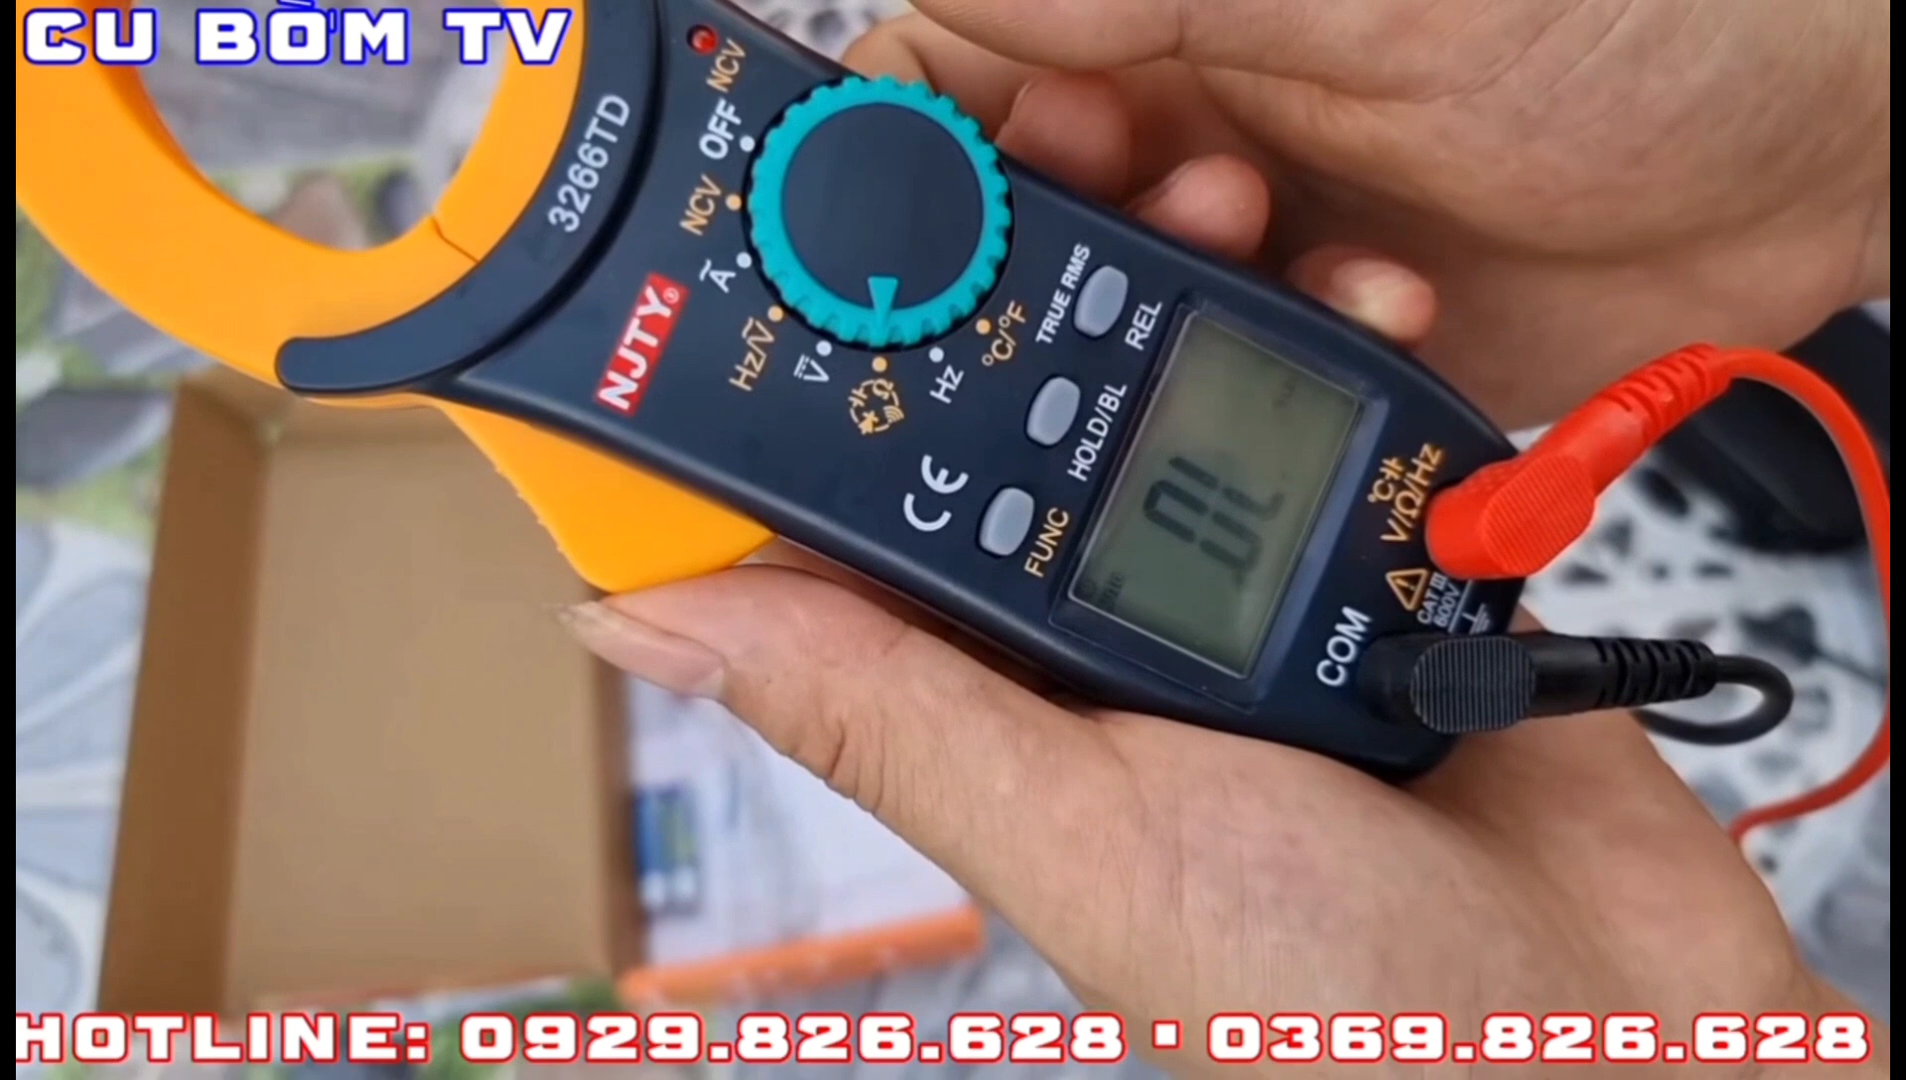 CU BỜM TV
NCV
OFF
NCV
A
Hz/V
V
Hz
°C/°F
3266TD
NJTY®
CE
TRUE RMS
REL
HOLD/BL
FUNC
0L
°C
V/Ω/Hz
CAT III
600V
COM
HOTLINE: 0929.826.628 - 0369.826.628